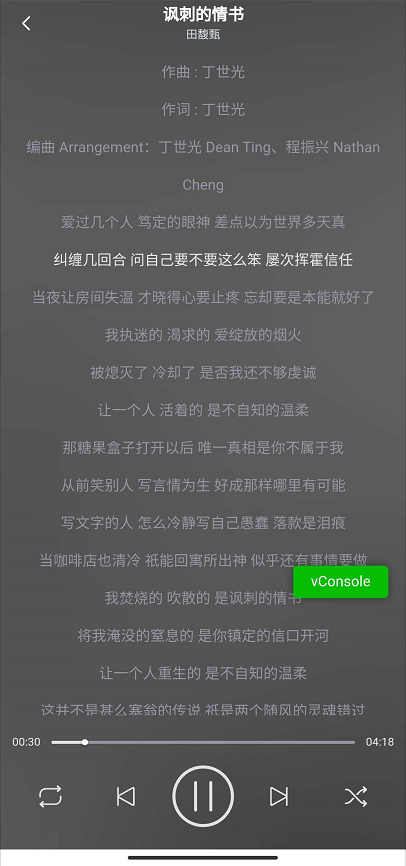 讽刺的情书
田馥甄
作曲 : 丁世光
作词 : 丁世光
编曲 Arrangement：丁世光 Dean Ting、程振兴 Nathan
Cheng
爱过几个人 笃定的眼神 差点以为世界多天真
纠缠几回合 问自己要不要这么笨 屡次挥霍信任
当夜让房间失温 才晓得心要止疼 忘却要是本能就好了
我执迷的 渴求的 爱绽放的烟火
被熄灭了 冷却了 是否我还不够虔诚
让一个人 活着的 是不自知的温柔
那糖果盒子打开以后 唯一真相是你不属于我
从前笑别人 写言情为生 好成那样哪里有可能
写文字的人 怎么冷静写自己愚蠢 落款是泪痕
当咖啡店也清冷 祇能回寓所出神 似乎还有事情要做
我焚烧的 吹散的 是讽刺的情书
vConsole
将我淹没的窒息的 是你镇定的信口开河
让一个人重生的 是不自知的温柔
这并不是甚么塞翁的传说 祇是两个随风的灵魂错过
00:30
04:18